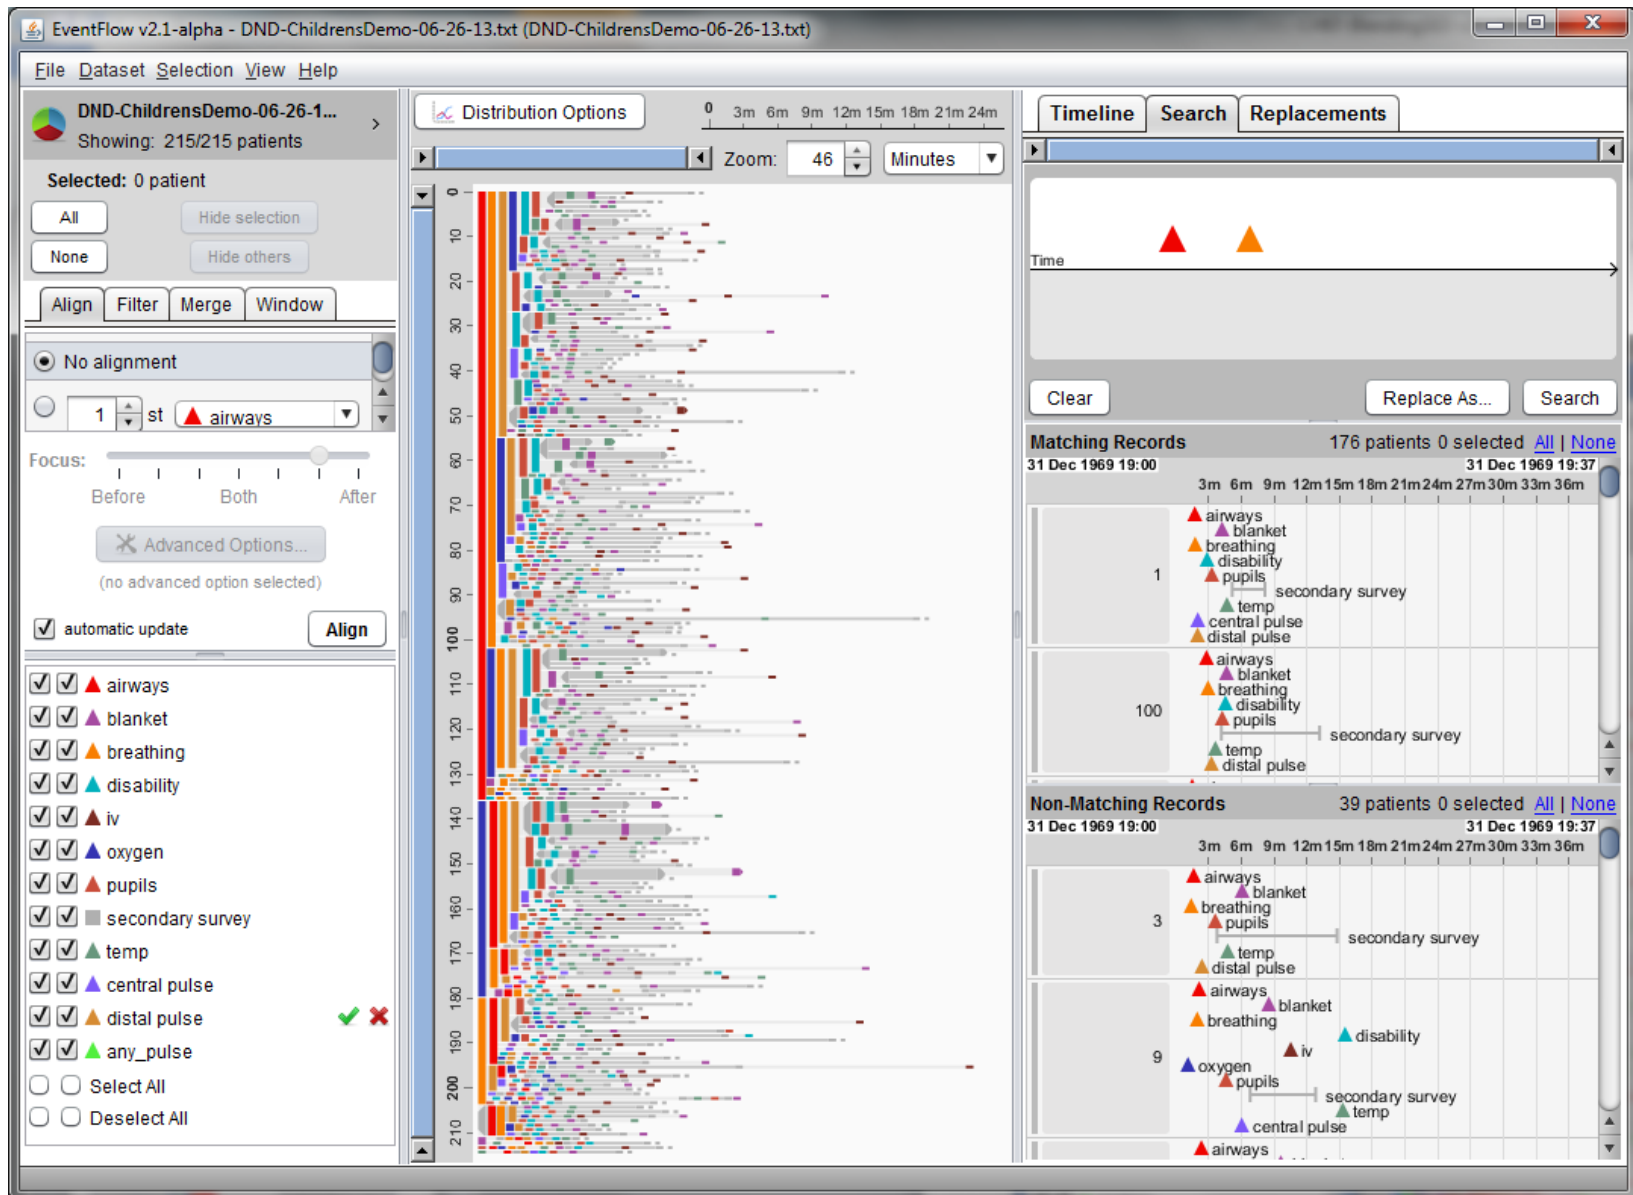 EventFlow v2.1-alpha - DND-ChildrensDemo-06-26-13.txt (DND-ChildrensDemo-06-26-13.txt)
File Dataset Selection View Help
DND-ChildrensDemo-06-26-1...
Showing: 215/215 patients
Selected: 0 patient
All Hide selection
None Hide others
Align Filter Merge Window
No alignment
1 st airways
Focus:
Before Both After
Advanced Options...
(no advanced option selected)
automatic update Align
airways
blanket
breathing
disability
iv
oxygen
pupils
secondary survey
temp
central pulse
distal pulse
any_pulse
Select All
Deselect All
Distribution Options
0 3m 6m 9m 12m 15m 18m 21m 24m
Zoom: 46 Minutes
0
10
20
30
40
50
60
70
80
90
100
110
120
130
140
150
160
170
180
190
200
210
Timeline Search Replacements
Time
Clear Replace As... Search
Matching Records 176 patients 0 selected All | None
31 Dec 1969 19:00 31 Dec 1969 19:37
3m 6m 9m 12m 15m 18m 21m 24m 27m 30m 33m 36m
airways
blanket
breathing
disability
1 pupils
secondary survey
temp
central pulse
distal pulse
airways
blanket
breathing
disability
100 pupils
secondary survey
temp
distal pulse
Non-Matching Records 39 patients 0 selected All | None
31 Dec 1969 19:00 31 Dec 1969 19:37
3m 6m 9m 12m 15m 18m 21m 24m 27m 30m 33m 36m
airways
blanket
breathing
3 pupils
secondary survey
temp
distal pulse
airways
blanket
breathing
disability
9 iv
oxygen
pupils
secondary survey
temp
central pulse
airways